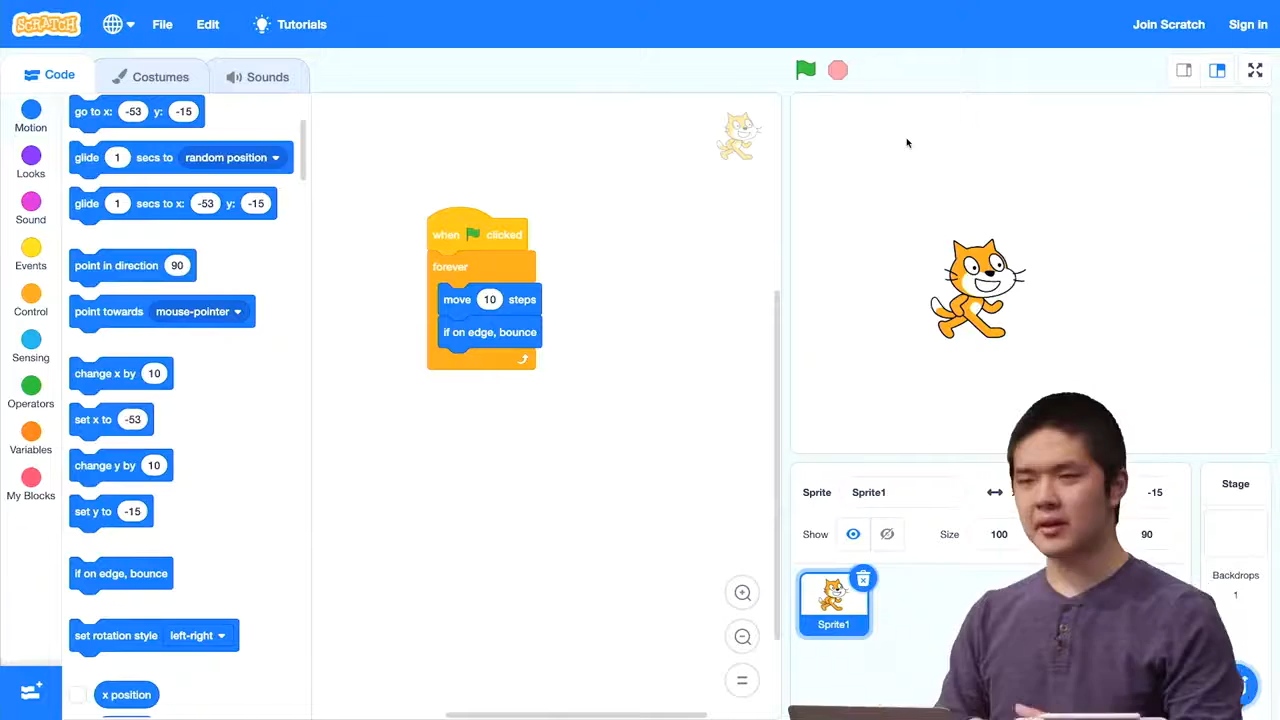 SCRATCH File Edit Tutorials Join Scratch Sign in
Code Costumes Sounds
Motion
Looks
Sound
Events
Control
Sensing
Operators
Variables
My Blocks
go to x: -53 y: -15
glide 1 secs to random position
glide 1 secs to x: -53 y: -15
point in direction 90
point towards mouse-pointer
change x by 10
set x to -53
change y by 10
set y to -15
if on edge, bounce
set rotation style left-right
x position
when clicked
forever
move 10 steps
if on edge, bounce
Sprite Sprite1 -15
Show Size 100 90
Sprite1
Stage
Backdrops
1